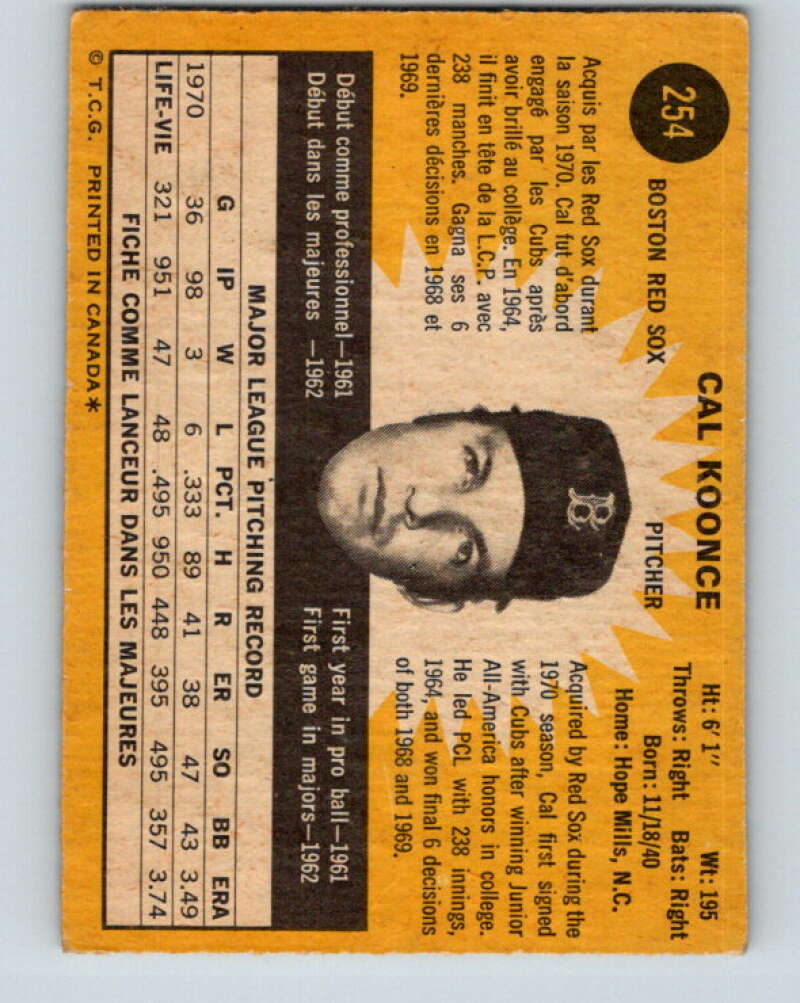 254
CAL KOONCE
BOSTON RED SOX
PITCHER
Ht: 6'1" Wt: 195
Throws: Right Bats: Right
Born: 11/18/40
Home: Hope Mills, N.C.
Acquis par les Red Sox durant
la saison 1970. Cal fut d'abord
engagé par les Cubs après
avoir brillé au collège. En 1964,
il finit en tête de la L.C.P. avec
238 manches. Gagna ses 6
dernières décisions en 1968 et
1969.
B
Acquired by Red Sox during the
1970 season, Cal first signed
with Cubs after winning Junior
All-America honors in college.
He led PCL with 238 innings,
1964, and won final 6 decisions
of both 1968 and 1969.
Début comme professionnel—1961
Début dans les majeures —1962
First year in pro ball—1961
First game in majors—1962
MAJOR LEAGUE PITCHING RECORD
G IP W L PCT. H R ER SO BB ERA
1970 36 98 3 6 .333 89 41 38 47 43 3.49
LIFE-VIE 321 951 47 48 .495 950 448 395 495 357 3.74
FICHE COMME LANCEUR DANS LES MAJEURES
© T.C.G. PRINTED IN CANADA*